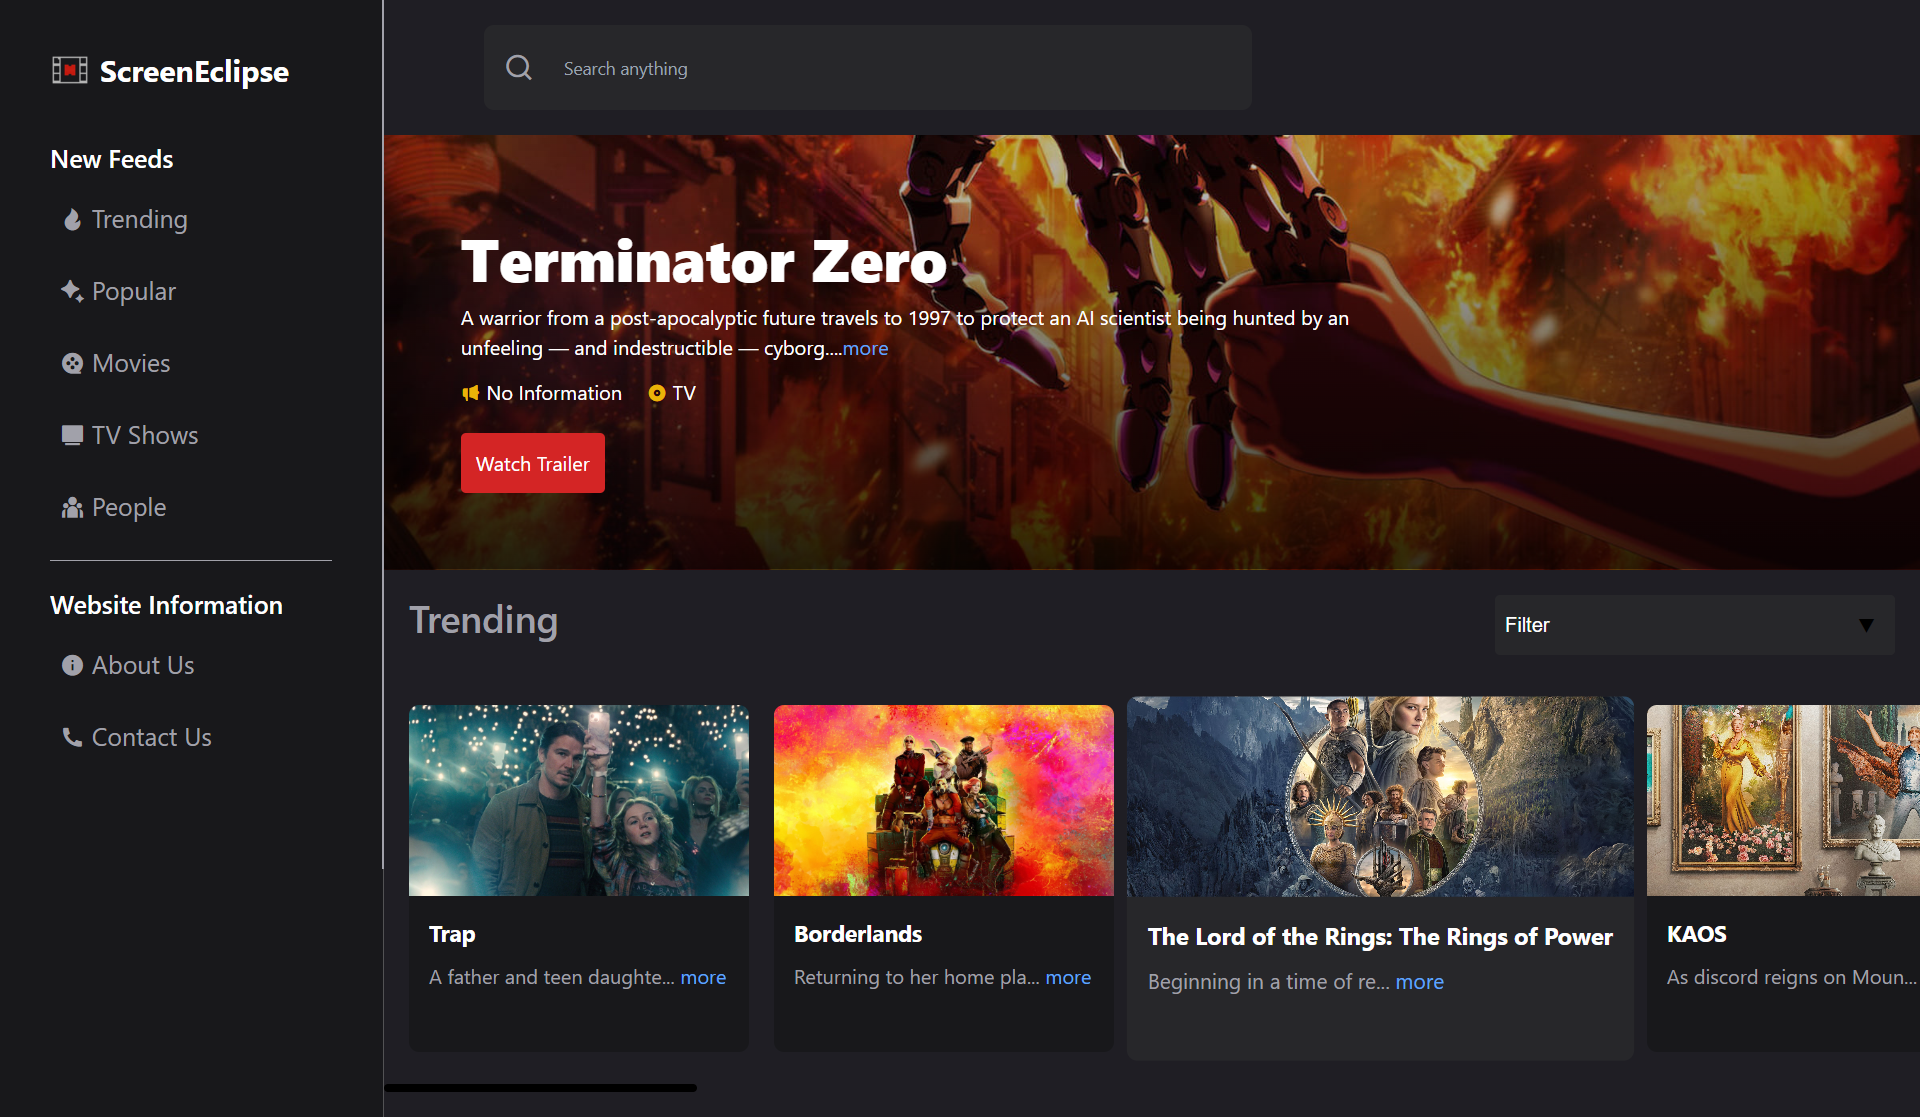 ScreenEclipse
New Feeds
Trending
Popular
Movies
TV Shows
People
Website Information
About Us
Contact Us
Search anything
Terminator Zero
A warrior from a post-apocalyptic future travels to 1997 to protect an AI scientist being hunted by an
unfeeling — and indestructible — cyborg....more
No Information TV
Watch Trailer
Trending
Filter
Trap
A father and teen daughte... more
Borderlands
Returning to her home pla... more
The Lord of the Rings: The Rings of Power
Beginning in a time of re... more
KAOS
As discord reigns on Moun...